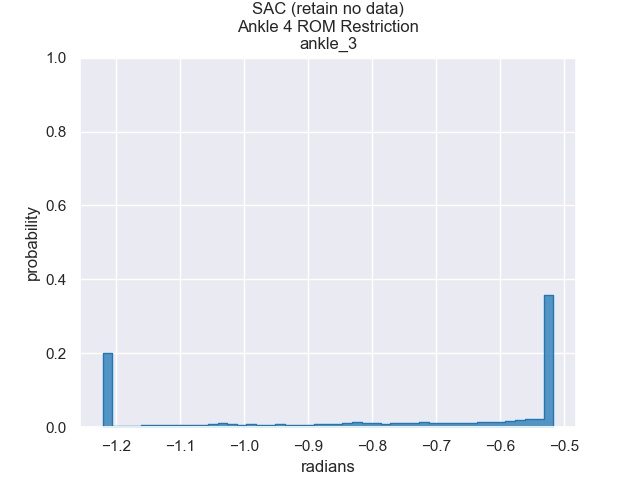 SAC (retain no data)
Ankle 4 ROM Restriction
ankle_3
1.0
0.8
0.6
0.4
0.2
0.0
probability
−1.2 −1.1 −1.0 −0.9 −0.8 −0.7 −0.6 −0.5
radians